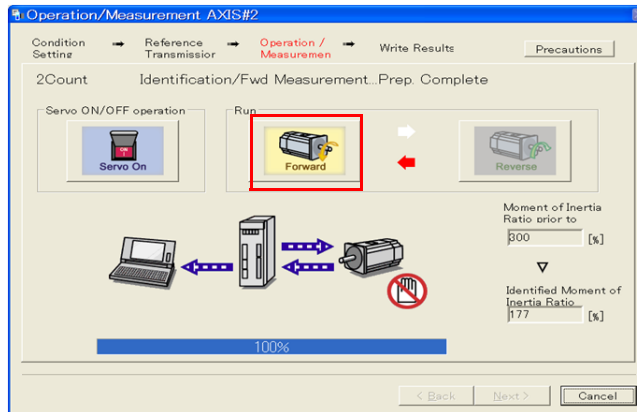 Operation/Measurement AXIS#2
Condition Setting
Reference Transmissior
Operation / Measuremen
Write Results
Precautions
2Count Identification/Fwd Measurement...Prep. Complete
Servo ON/OFF operation
Run
Servo On
Forward
Reverse
Moment of Inertia
Ratio prior to
300 [%]
Identified Moment of
Inertia Ratio
177 [%]
100%
< Back
Next >
Cancel